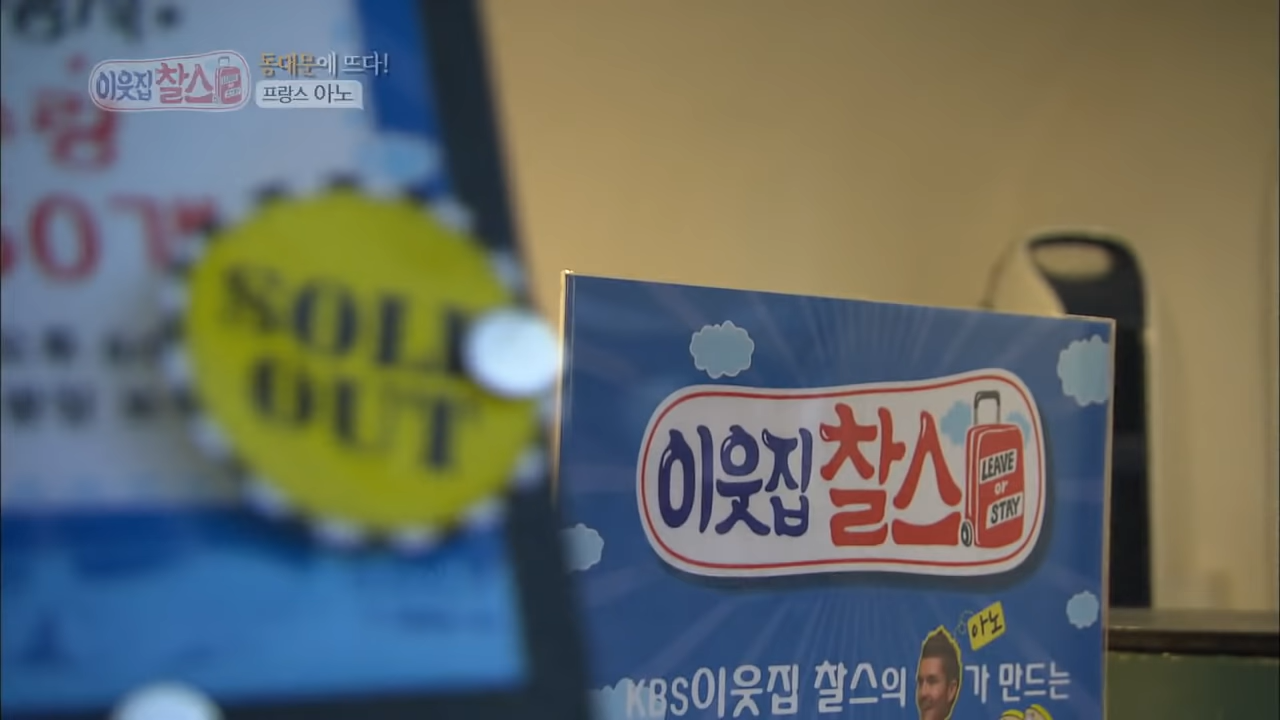 이웃집 찰스
동대문에 뜨다!
프랑스 아노
SOLD
OUT
이웃집 찰스
LEAVE
or
STAY
아노
KBS이웃집 찰스의 가 만드는